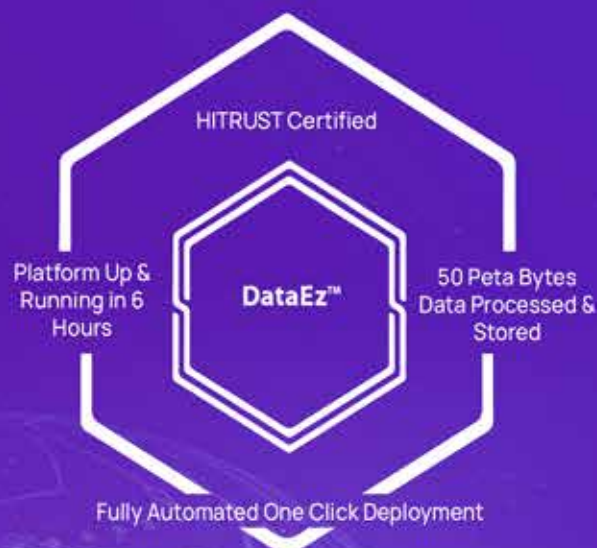 HITRUST Certified
Platform Up &
Running in 6
Hours
DataEz™
50 Peta Bytes
Data Processed &
Stored
Fully Automated One Click Deployment